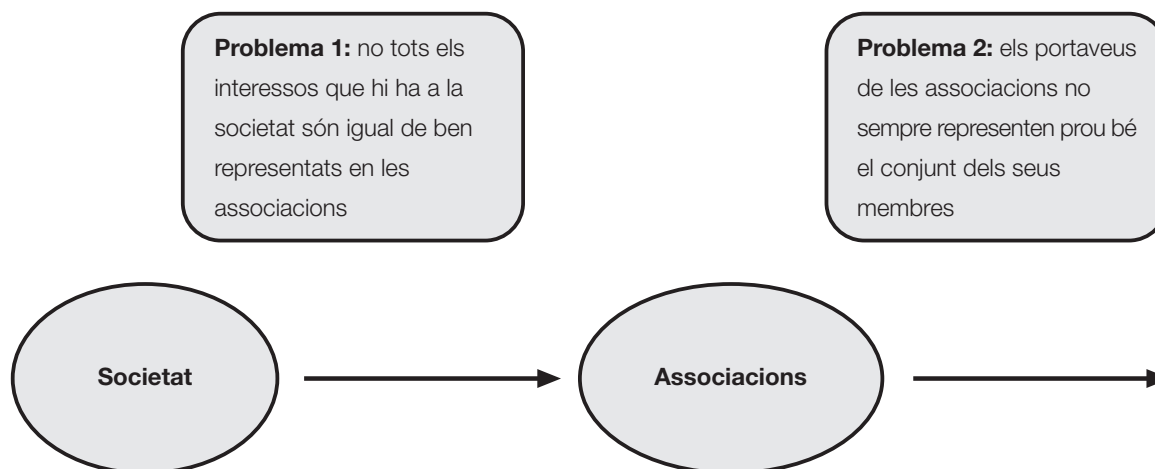 Problema 1: no tots els
interessos que hi ha a la
societat són igual de ben
representats en les
associacions
Problema 2: els portaveus
de les associacions no
sempre representen prou bé
el conjunt dels seus
membres
Societat
Associacions